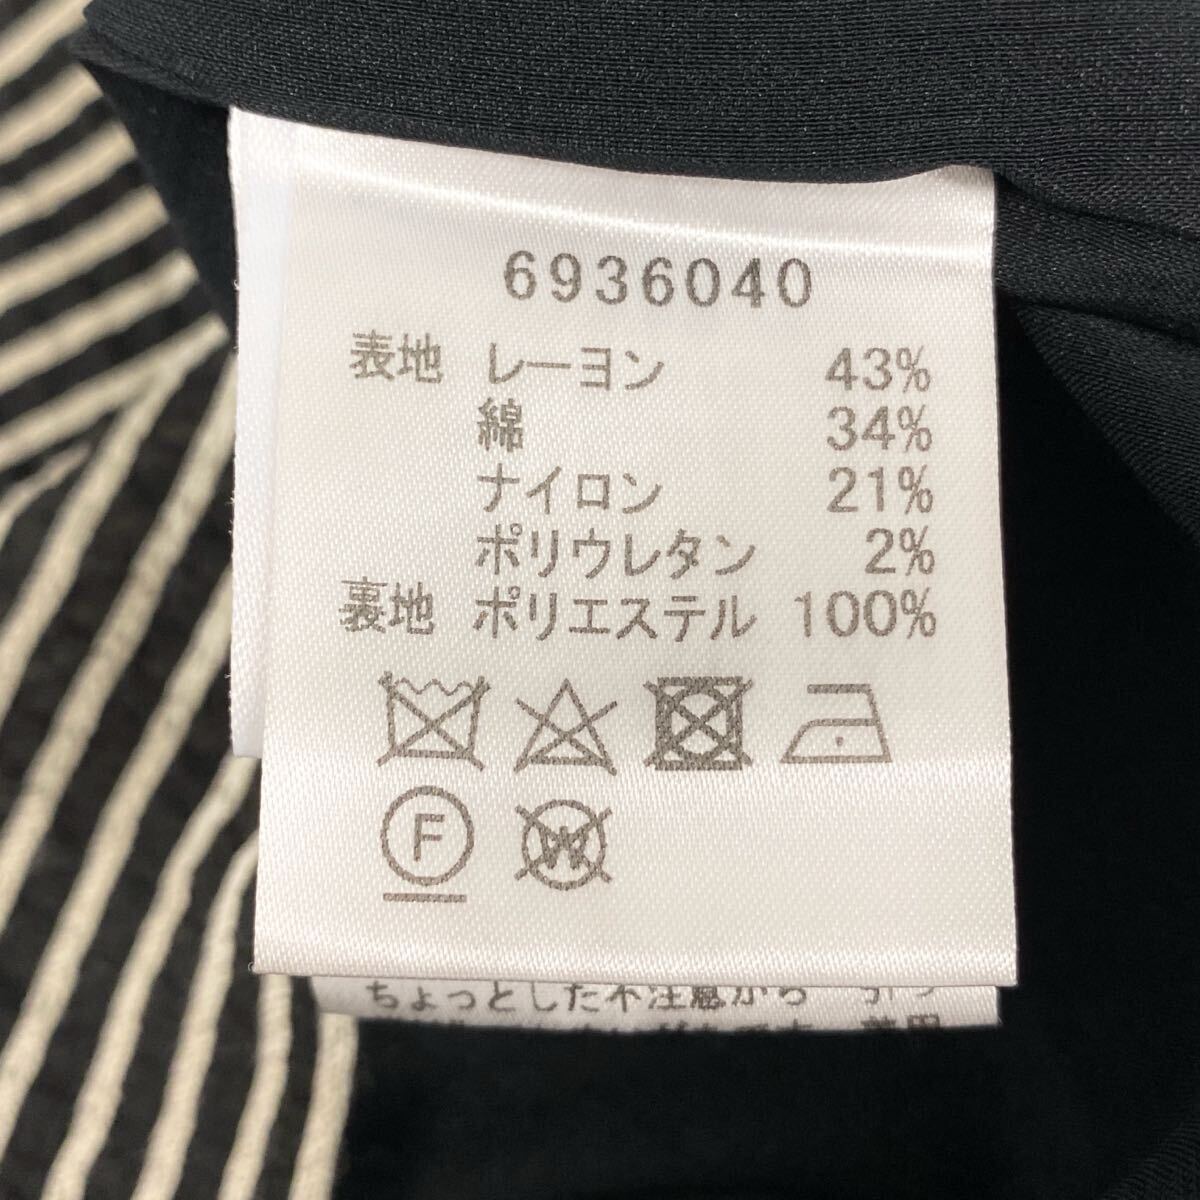 6936040
表地 レーヨン 43%
綿 34%
ナイロン 21%
ポリウレタン 2%
裏地 ポリエステル 100%
F
W
ちょっとした不注意から 引っ